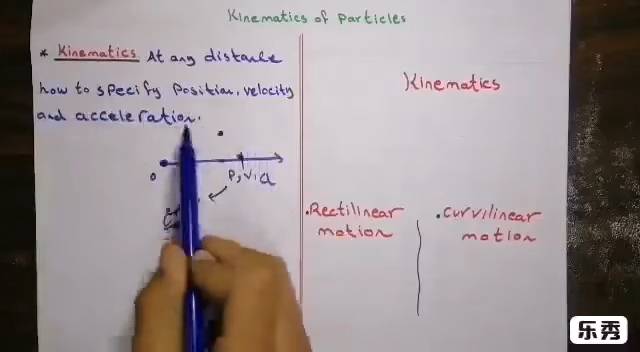 Kinematics of Particles
* Kinematics At any distance
how to specify Position, velocity
and acceleration.
0
P, V, a
Kinematics
. Rectilinear
motion
. Curvilinear
motion
乐秀